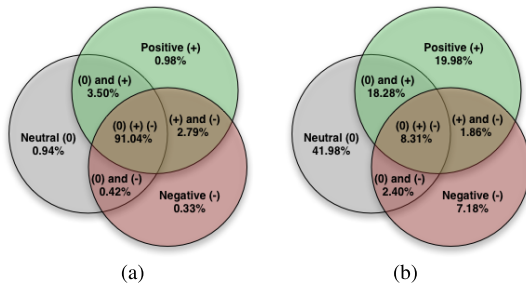 Positive (+)
0.98%
(0) and (+)
3.50%
Neutral (0)
0.94%
(0) (+) (-)
91.04%
(+) and (-)
2.79%
(0) and (-)
0.42%
Negative (-)
0.33%
(a)
Positive (+)
19.98%
(0) and (+)
18.28%
Neutral (0)
41.98%
(0) (+) (-)
8.31%
(+) and (-)
1.86%
(0) and (-)
2.40%
Negative (-)
7.18%
(b)